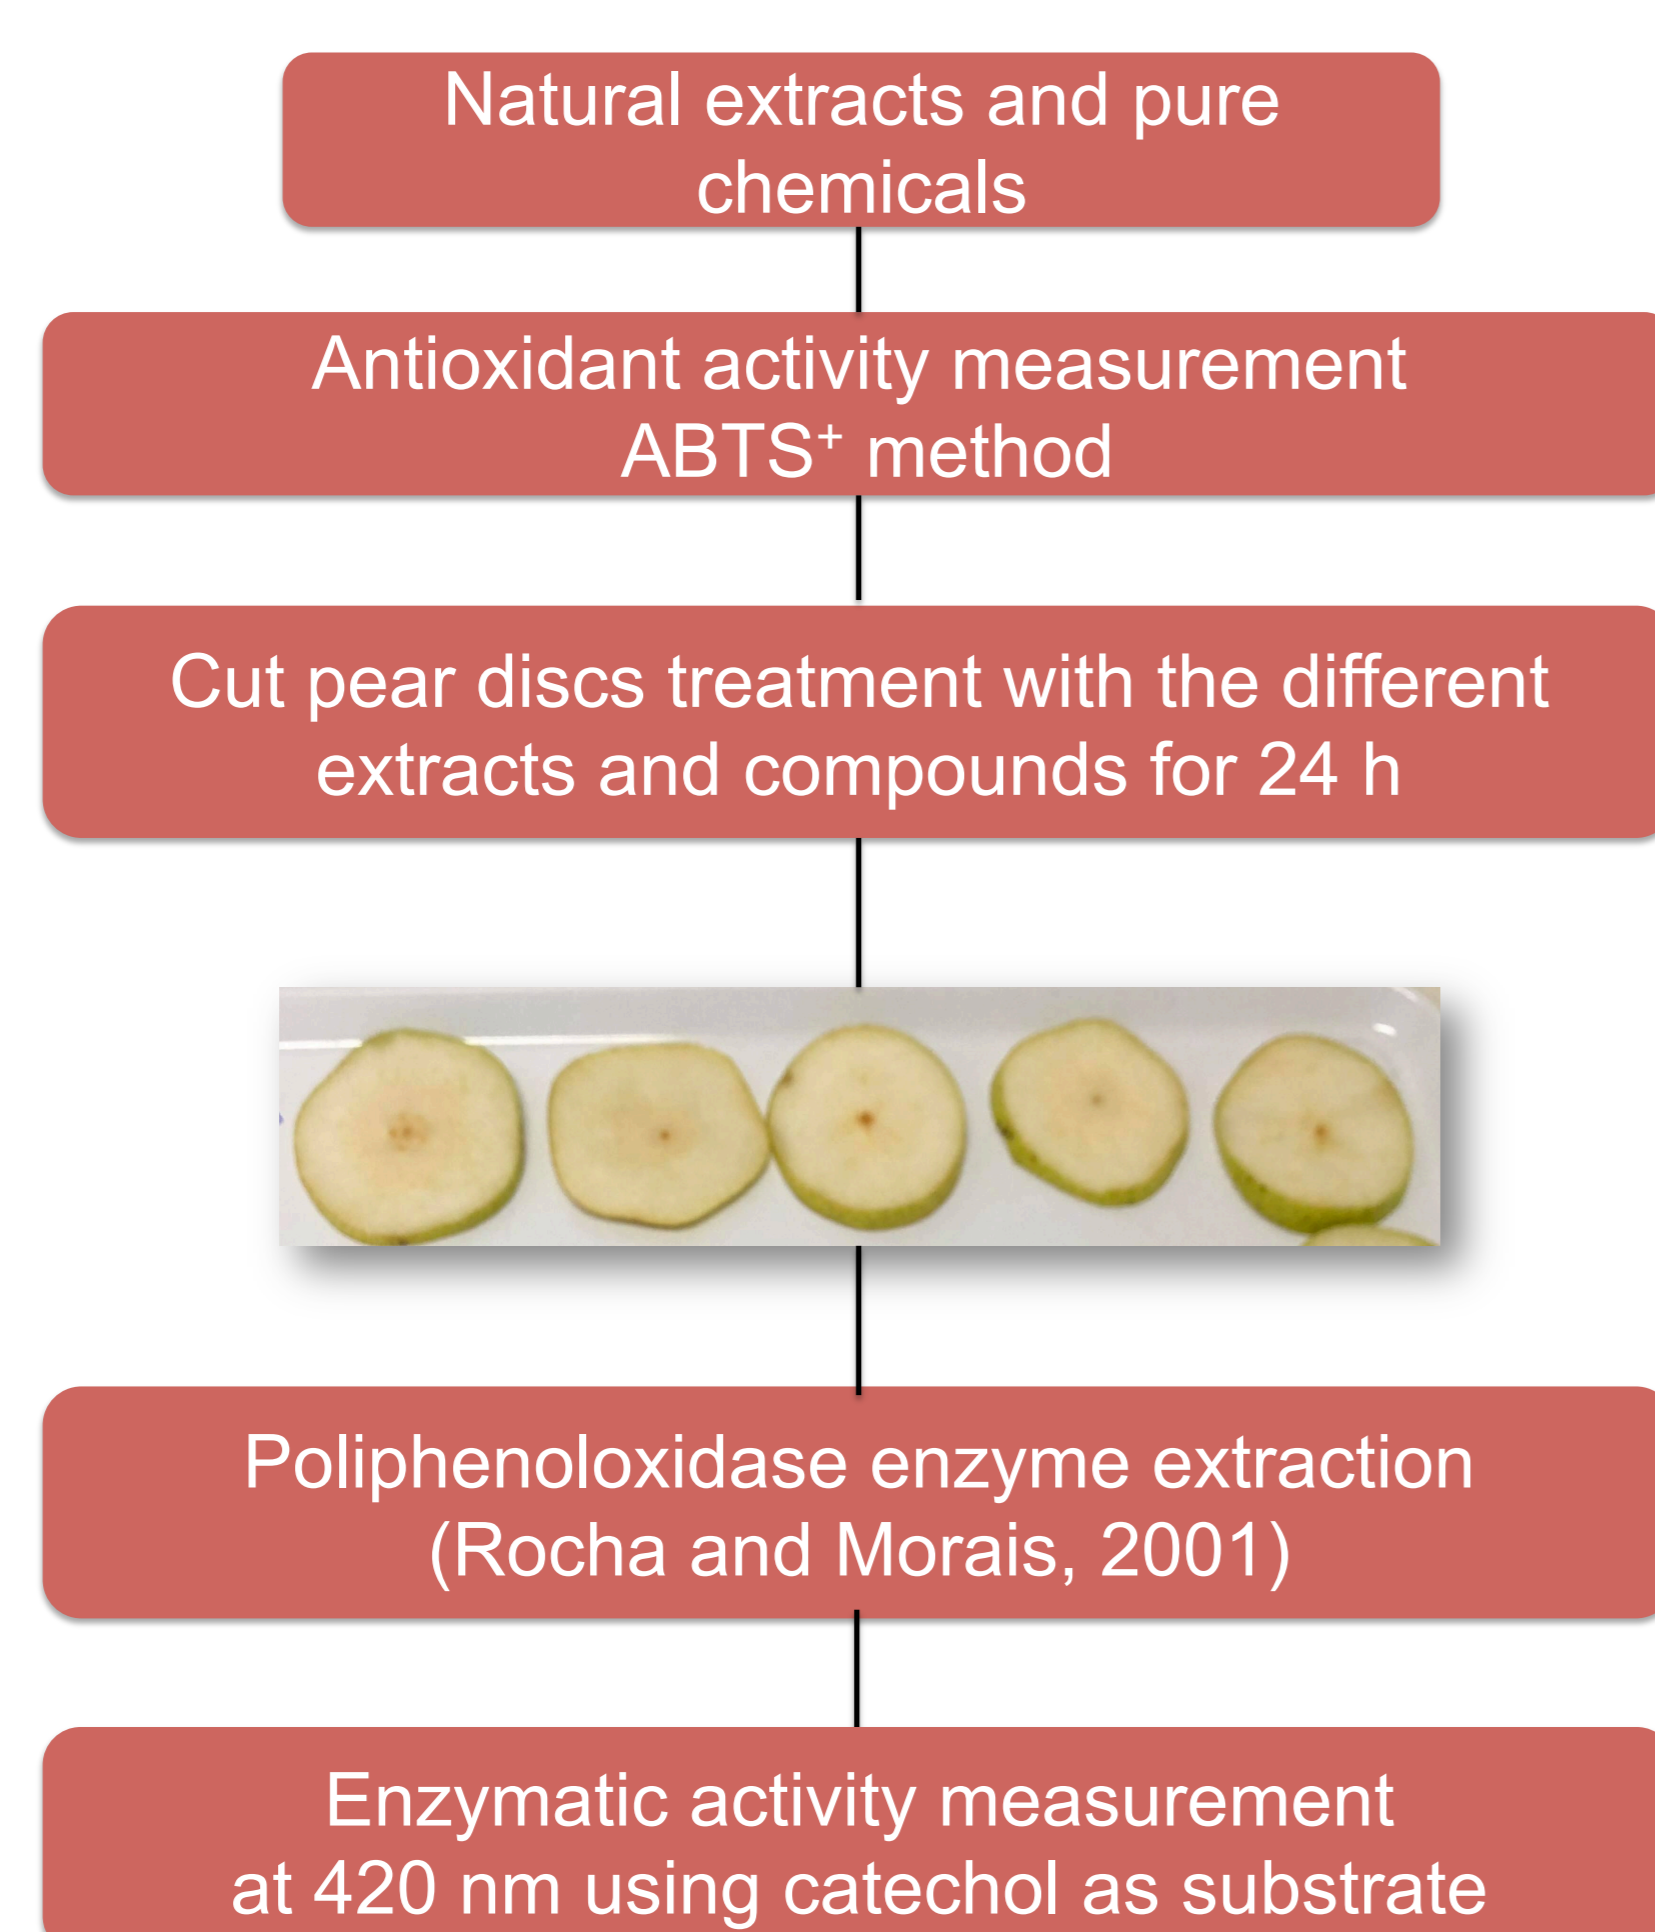 Natural extracts and pure
chemicals
Antioxidant activity measurement
ABTS⁺ method
Cut pear discs treatment with the different
extracts and compounds for 24 h
Poliphenoloxidase enzyme extraction
(Rocha and Morais, 2001)
Enzymatic activity measurement
at 420 nm using catechol as substrate